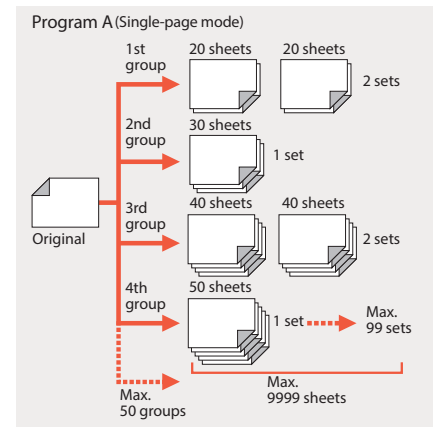 Program A (Single-page mode)
1st
group
20 sheets
20 sheets
2 sets
2nd
group
30 sheets
1 set
Original
3rd
group
40 sheets
40 sheets
2 sets
4th
group
50 sheets
1 set
Max.
99 sets
Max.
50 groups
Max.
9999 sheets